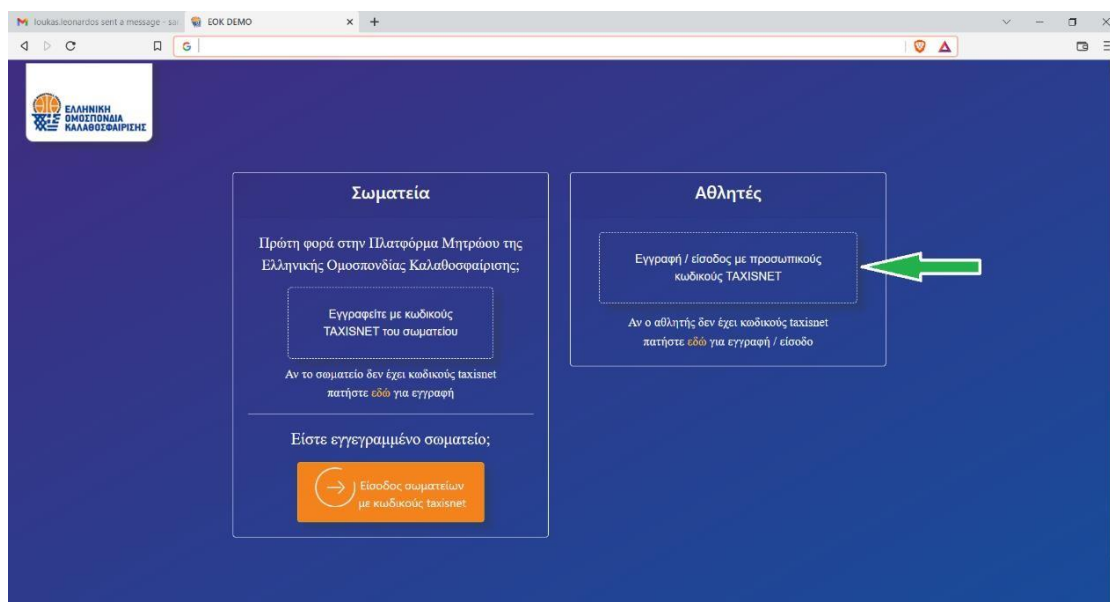 loukas.leonardos sent a message - sai
EOK DEMO
ΕΛΛΗΝΙΚΗ
ΟΜΟΣΠΟΝΔΙΑ
ΚΑΛΑΘΟΣΦΑΙΡΙΣΗΣ
Σωματεία
Πρώτη φορά στην Πλατφόρμα Μητρώου της
Ελληνικής Ομοσπονδίας Καλαθοσφαίρισης;
Εγγραφείτε με κωδικούς
TAXISNET του σωματείου
Αν το σωματείο δεν έχει κωδικούς taxisnet
πατήστε εδώ για εγγραφή
Είστε εγγεγραμμένο σωματείο;
Είσοδος σωματείων
με κωδικούς taxisnet
Αθλητές
Εγγραφή / είσοδος με προσωπικούς
κωδικούς TAXISNET
Αν ο αθλητής δεν έχει κωδικούς taxisnet
πατήστε εδώ για εγγραφή / είσοδο